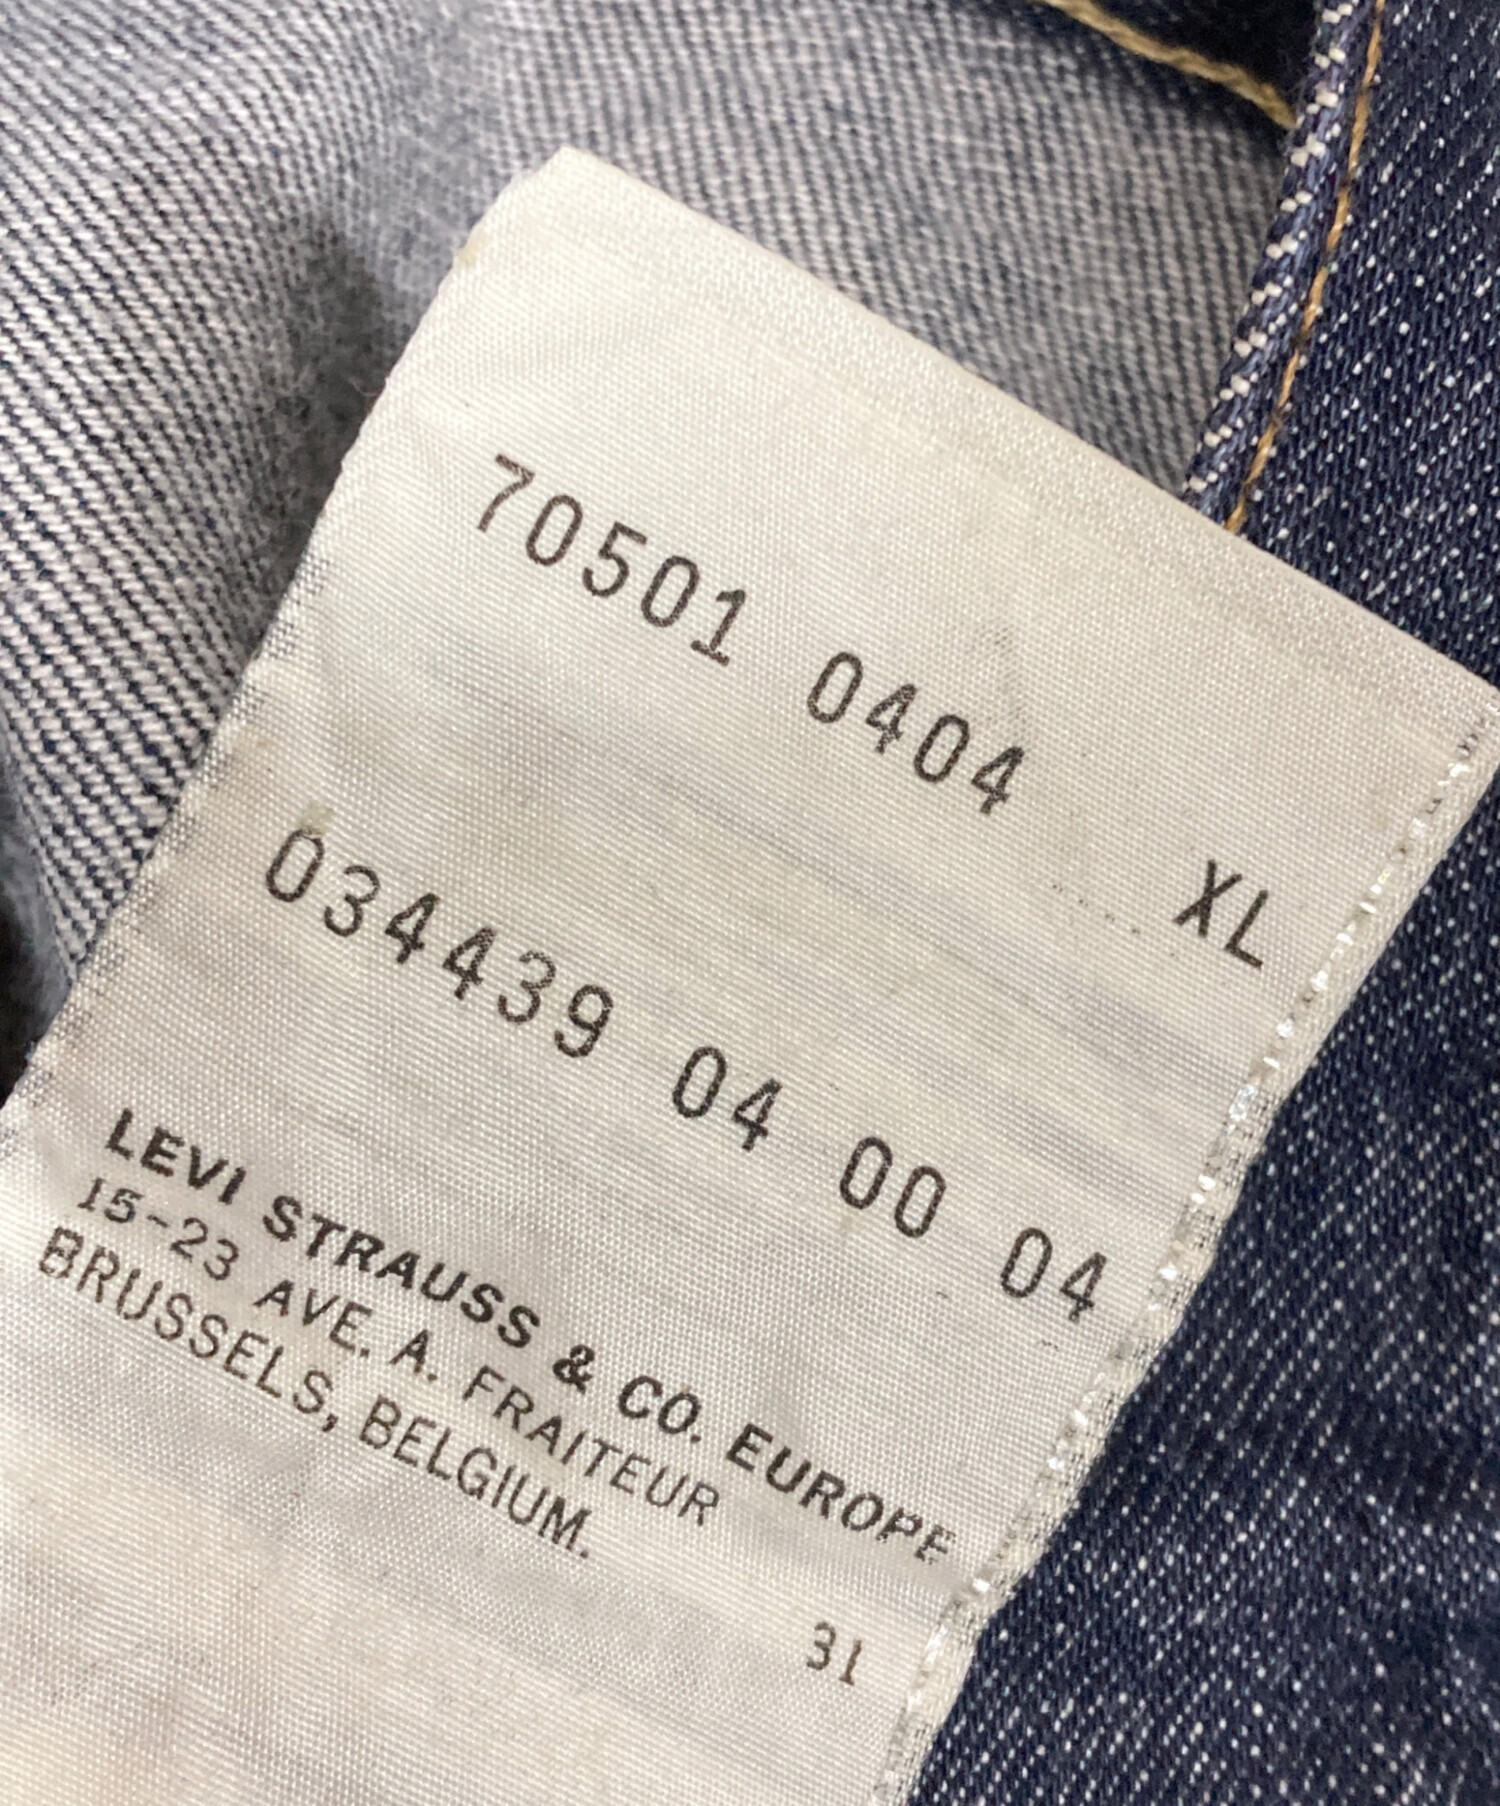 70501 0404
XL
034439 04 00 04
LEVI STRAUSS & CO. EUROPE
15-23 AVE. A. FRAITEUR
BRUSSELS, BELGIUM.
31